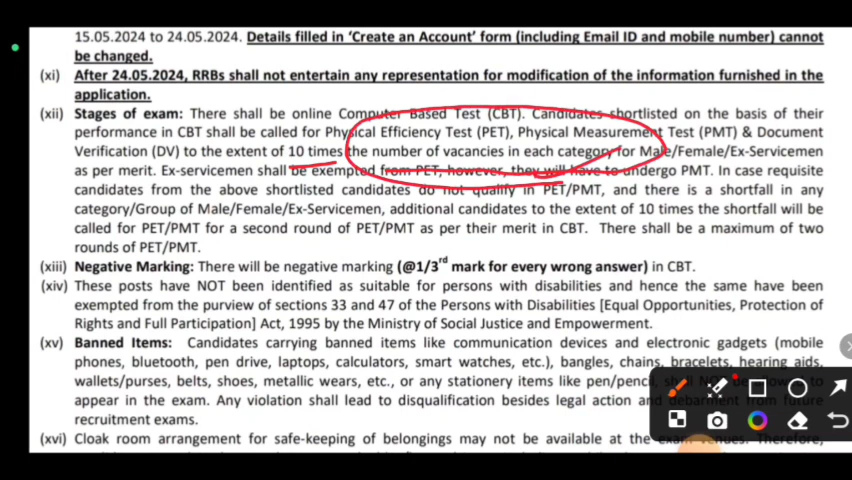 15.05.2024 to 24.05.2024. Details filled in 'Create an Account' form (including Email ID and mobile number) cannot
be changed.
(xi) After 24.05.2024, RRBs shall not entertain any representation for modification of the information furnished in the
application.
(xii) Stages of exam: There shall be online Computer Based Test (CBT). Candidates shortlisted on the basis of their
performance in CBT shall be called for Physical Efficiency Test (PET), Physical Measurement Test (PMT) & Document
Verification (DV) to the extent of 10 times the number of vacancies in each category for Male/Female/Ex-Servicemen
as per merit. Ex-servicemen shall be exempted from PET, however, they will have to undergo PMT. In case requisite
candidates from the above shortlisted candidates do not qualify in PET/PMT, and there is a shortfall in any
category/Group of Male/Female/Ex-Servicemen, additional candidates to the extent of 10 times the shortfall will be
called for PET/PMT for a second round of PET/PMT as per their merit in CBT. There shall be a maximum of two
rounds of PET/PMT.
(xiii) Negative Marking: There will be negative marking (@1/3rd mark for every wrong answer) in CBT.
(xiv) These posts have NOT been identified as suitable for persons with disabilities and hence the same have been
exempted from the purview of sections 33 and 47 of the Persons with Disabilities [Equal Opportunities, Protection of
Rights and Full Participation] Act, 1995 by the Ministry of Social Justice and Empowerment.
(xv) Banned Items: Candidates carrying banned items like communication devices and electronic gadgets (mobile
phones, bluetooth, pen drive, laptops, calculators, smart watches, etc.), bangles, chains, bracelets, hearing aids,
wallets/purses, belts, shoes, metallic wears, etc., or any stationery items like pen/pencil, shall NOT be allowed to
appear in the exam. Any violation shall lead to disqualification besides legal action and debarment from future
recruitment exams.
(xvi) Cloak room arrangement for safe-keeping of belongings may not be available at the exam venues. Therefore,